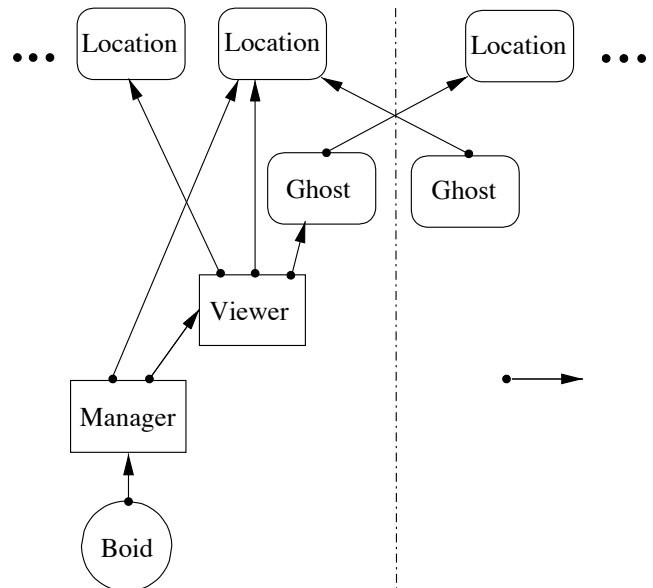 Location
Location
Location
Ghost
Ghost
Viewer
Manager
Boid